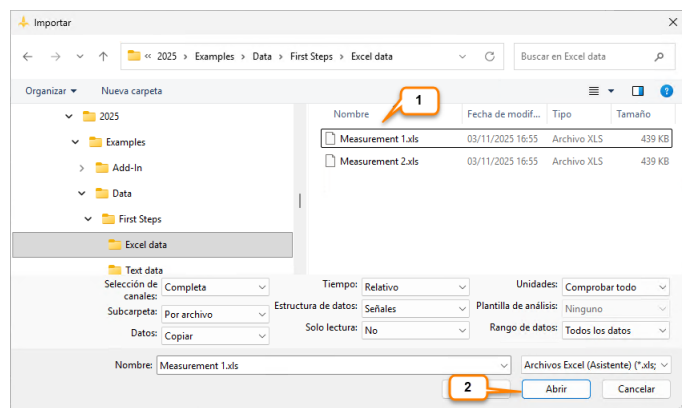 Importar
« 2025 > Examples > Data > First Steps > Excel data
Buscar en Excel data
Organizar
Nueva carpeta
1
Nombre Fecha de modif... Tipo Tamaño
2025
Examples
Add-In
Data
First Steps
Excel data
Text data
Measurement 1.xls 03/11/2025 16:55 Archivo XLS 439 KB
Measurement 2.xls 03/11/2025 16:55 Archivo XLS 439 KB
Selección de canales: Completa
Tiempo: Relativo
Unidades: Comprobar todo
Subcarpeta: Por archivo
Estructura de datos: Señales
Plantilla de análisis: Ninguno
Datos: Copiar
Solo lectura: No
Rango de datos: Todos los datos
Nombre: Measurement 1.xls
Archivos Excel (Asistente) (*.xls;
2
Abrir
Cancelar